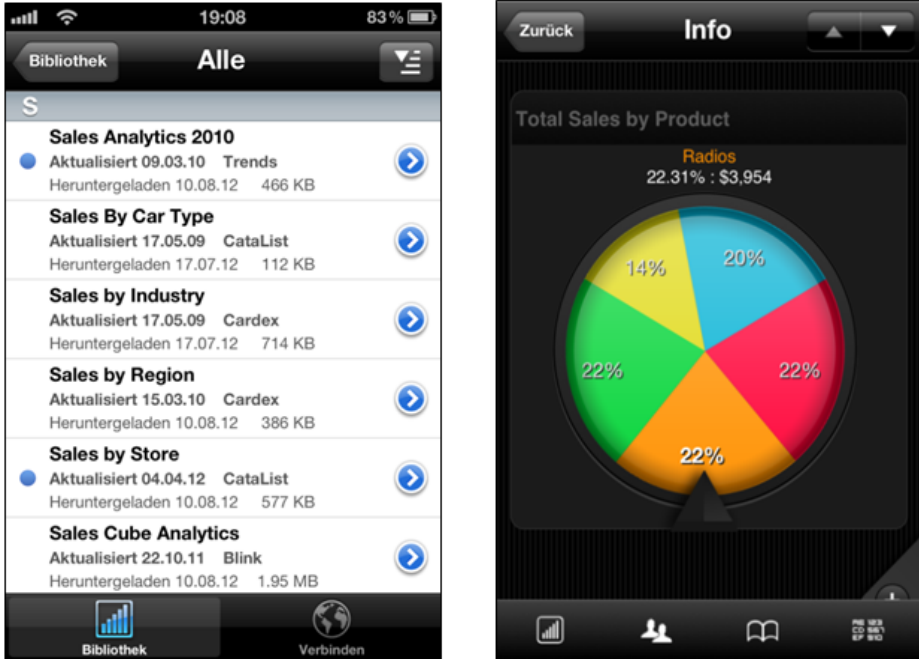 19:08
83%
Bibliothek
Alle
S
Sales Analytics 2010
Aktualisiert 09.03.10 Trends
Heruntergeladen 10.08.12 466 KB
Sales By Car Type
Aktualisiert 17.05.09 CataList
Heruntergeladen 17.07.12 112 KB
Sales by Industry
Aktualisiert 17.05.09 Cardex
Heruntergeladen 17.07.12 714 KB
Sales by Region
Aktualisiert 15.03.10 Cardex
Heruntergeladen 10.08.12 386 KB
Sales by Store
Aktualisiert 04.04.12 CataList
Heruntergeladen 10.08.12 577 KB
Sales Cube Analytics
Aktualisiert 22.10.11 Blink
Heruntergeladen 10.08.12 1.95 MB
Bibliothek
Verbinden
Zurück
Info
Total Sales by Product
Radios
22.31% : $3,954
14%
20%
22%
22%
22%